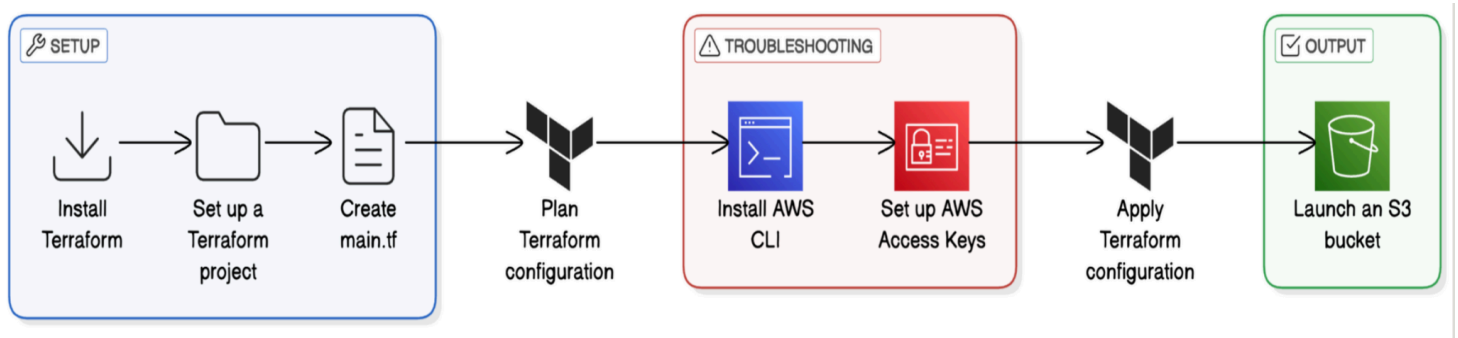 SETUP
Install
Terraform
Set up a
Terraform
project
Create
main.tf
Plan
Terraform
configuration
TROUBLESHOOTING
Install AWS
CLI
Set up AWS
Access Keys
Apply
Terraform
configuration
OUTPUT
Launch an S3
bucket